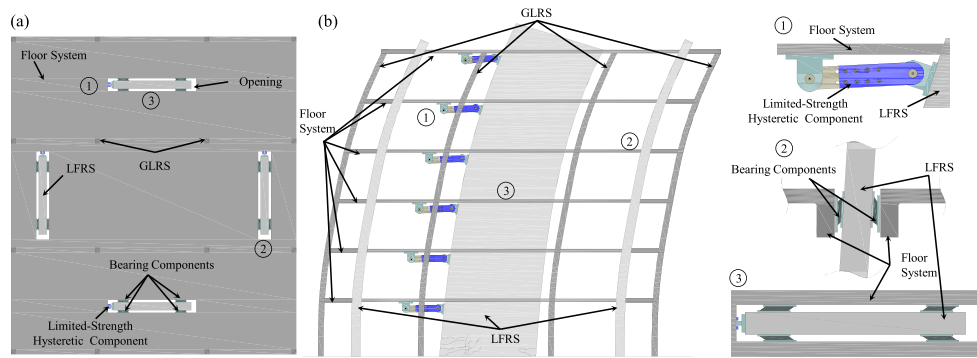 (a)
Floor System
1
3
Opening
GLRS
LFRS
2
Bearing Components
Limited-Strength
Hysteretic Component
(b)
GLRS
1
Floor
System
2
3
LFRS
1
Floor System
Limited-Strength
Hysteretic Component
LFRS
2
Bearing Components
LFRS
Floor
System
3